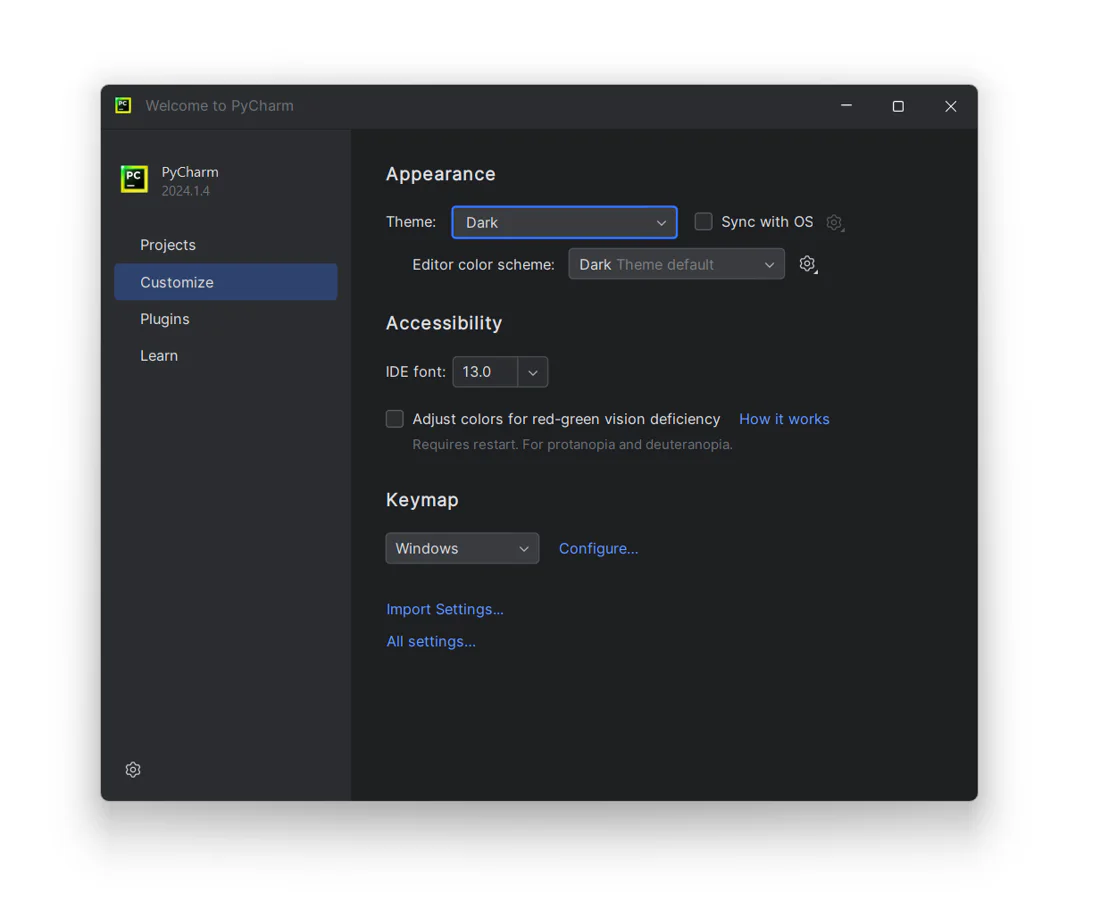 PC Welcome to PyCharm
PC PyCharm
2024.1.4
Projects
Customize
Plugins
Learn
Appearance
Theme: Dark Sync with OS
Editor color scheme: Dark Theme default
Accessibility
IDE font: 13.0
Adjust colors for red-green vision deficiency How it works
Requires restart. For protanopia and deuteranopia.
Keymap
Windows Configure...
Import Settings...
All settings...